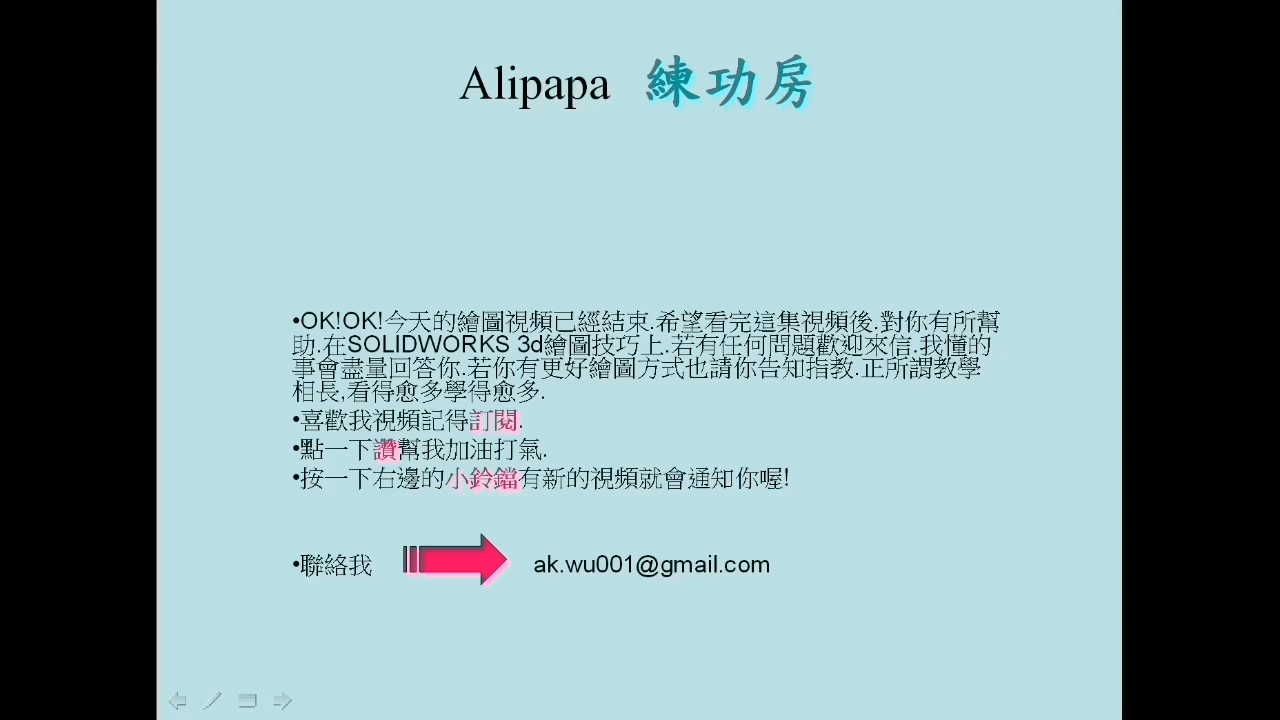 Alipapa 練功房
•OK!OK!今天的繪圖視頻已經結束.希望看完這集視頻後.對你有所幫
助.在SOLIDWORKS 3d繪圖技巧上.若有任何問題歡迎來信.我懂的
事會盡量回答你.若你有更好繪圖方式也請你告知指教.正所謂教學
相長,看得愈多學得愈多.
•喜歡我視頻記得訂閱.
•點一下讚幫我加油打氣.
•按一下右邊的小鈴鐺有新的視頻就會通知你喔!
•聯絡我 ak.wu001@gmail.com